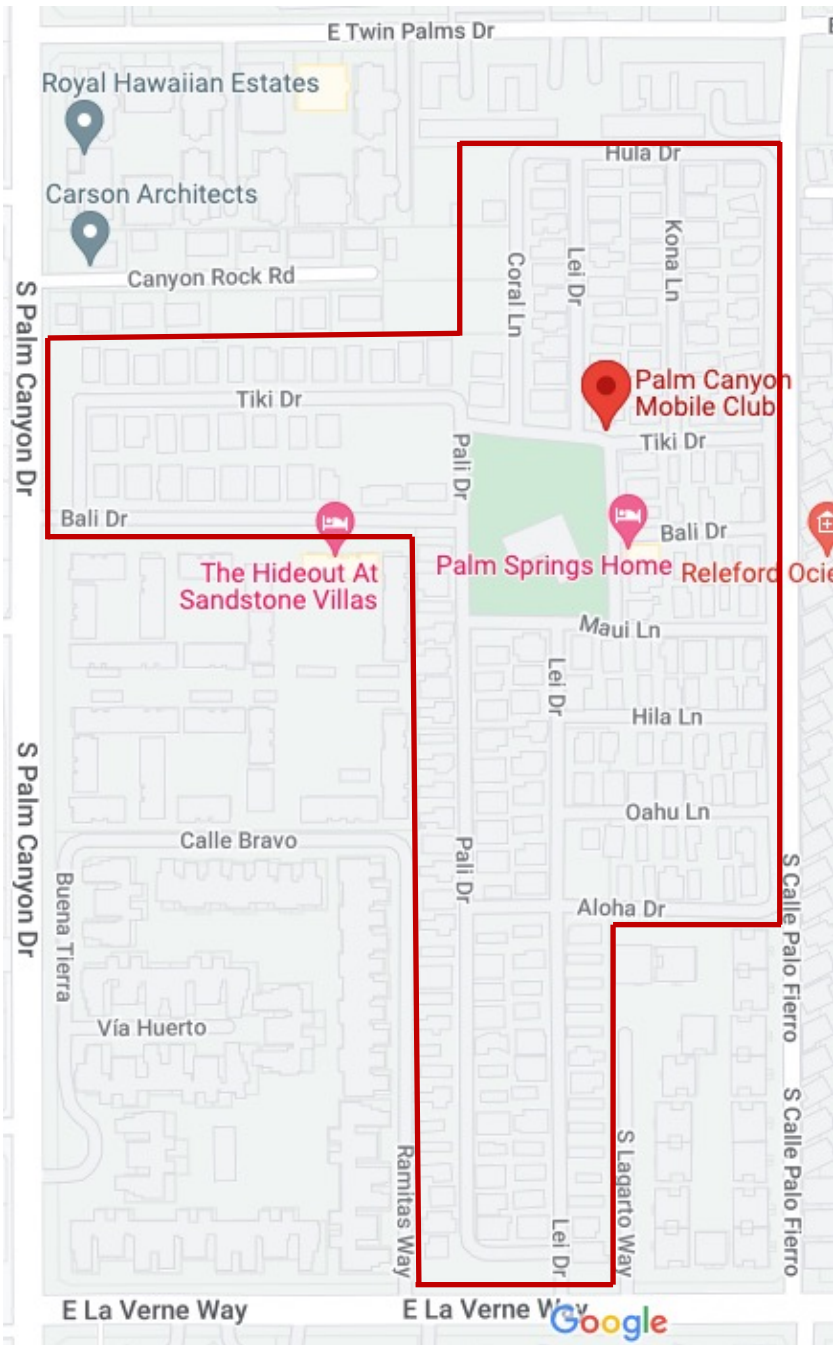 E Twin Palms Dr
E
Royal Hawaiian Estates
Hula Dr
Carson Architects
Canyon Rock Rd
Coral Ln
Lei Dr
Kona Ln
S Palm Canyon Dr
Palm Canyon
Mobile Club
Tiki Dr
Tiki Dr
Pali Dr
Bali Dr
Bali Dr
The Hideout At
Sandstone Villas
Palm Springs Home
Releford Ocie
Maui Ln
Lei Dr
Hila Ln
S Palm Canyon Dr
Oahu Ln
Calle Bravo
Pali Dr
Buena Tierra
Aloha Dr
S Calle Palo Fierro
Vía Huerto
Ramitas Way
S Lagarto Way
S Calle Palo Fierro
Lei Dr
E La Verne Way
E La Verne Way
Google